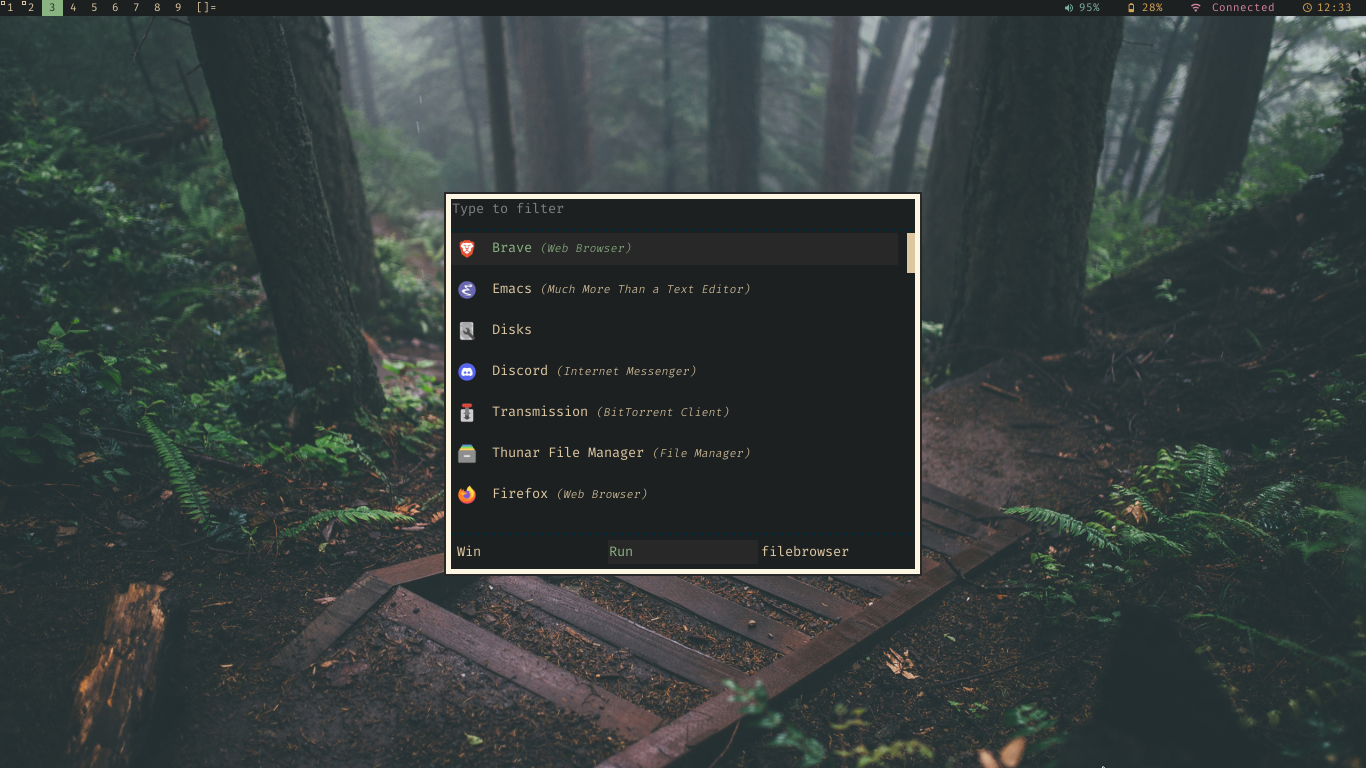 1 2 3 4 5 6 7 8 9 []= 95% 28% Connected 12:33
Type to filter
Brave (Web Browser)
Emacs (Much More Than a Text Editor)
Disks
Discord (Internet Messenger)
Transmission (BitTorrent Client)
Thunar File Manager (File Manager)
Firefox (Web Browser)
Win Run filebrowser